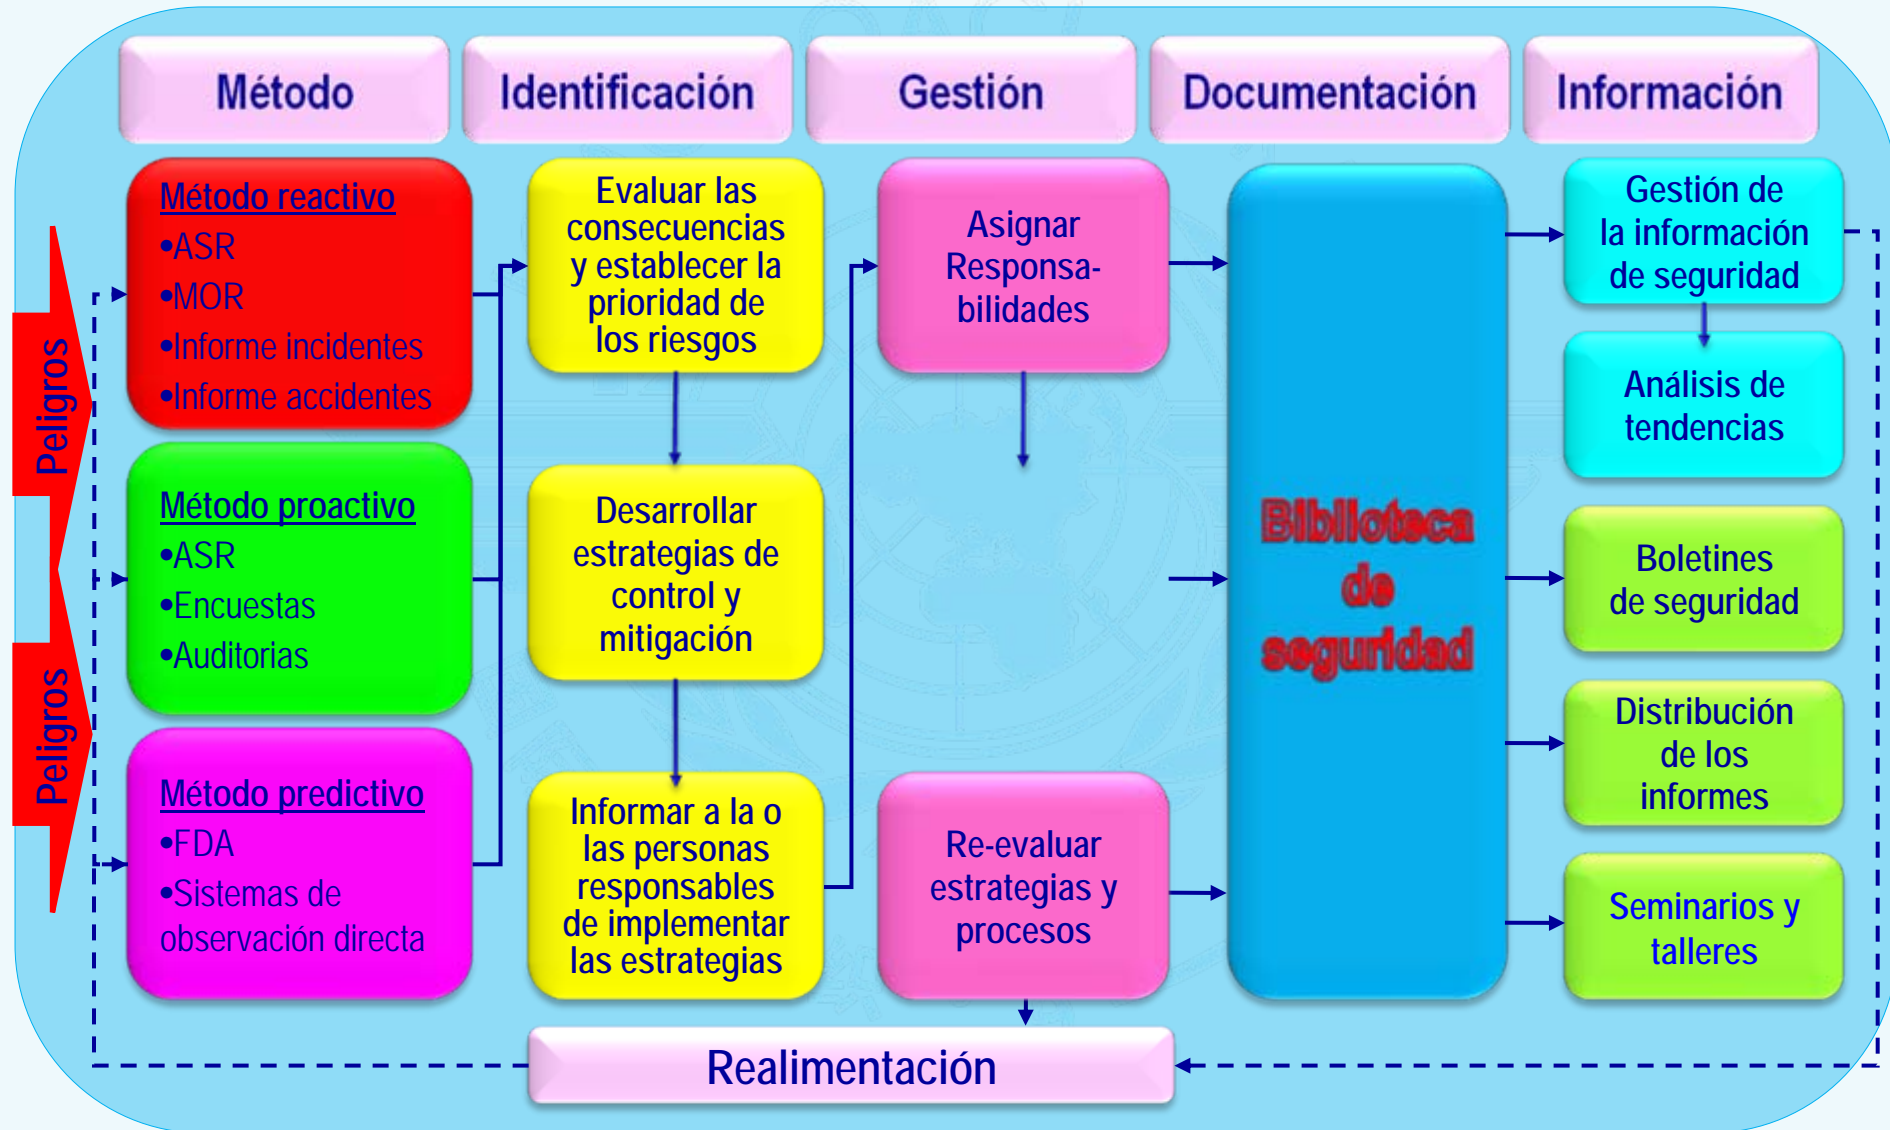 Método
Identificación
Gestión
Documentación
Información
Peligros
Peligros
Método reactivo
•ASR
•MOR
•Informe incidentes
•Informe accidentes
Método proactivo
•ASR
•Encuestas
•Auditorias
Método predictivo
•FDA
•Sistemas de
observación directa
Evaluar las
consecuencias
y establecer la
prioridad de
los riesgos
Desarrollar
estrategias de
control y
mitigación
Informar a la o
las personas
responsables
de implementar
las estrategias
Asignar
Responsa-
bilidades
Re-evaluar
estrategias y
procesos
Biblioteca
de
seguridad
Gestión de
la información
de seguridad
Análisis de
tendencias
Boletines
de seguridad
Distribución
de los
informes
Seminarios y
talleres
Realimentación